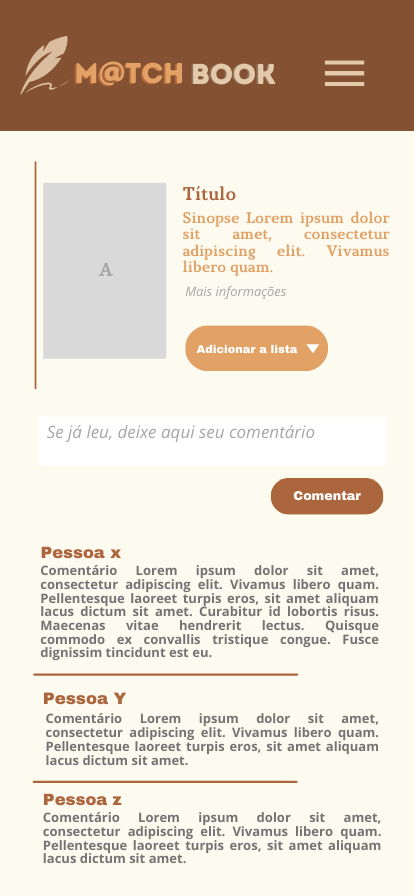 M@TCH BOOK
Título
Sinopse Lorem ipsum dolor
sit amet, consectetur
adipiscing elit. Vivamus
libero quam.
A
Mais informações
Adicionar a lista
Se já leu, deixe aqui seu comentário
Comentar
Pessoa x
Comentário Lorem ipsum dolor sit amet,
consectetur adipiscing elit. Vivamus libero quam.
Pellentesque laoreet turpis eros, sit amet aliquam
lacus dictum sit amet. Curabitur id lobortis risus.
Maecenas vitae hendrerit lectus. Quisque
commodo ex convallis tristique congue. Fusce
dignissim tincidunt est eu.
Pessoa Y
Comentário Lorem ipsum dolor sit amet,
consectetur adipiscing elit. Vivamus libero quam.
Pellentesque laoreet turpis eros, sit amet aliquam
lacus dictum sit amet.
Pessoa z
Comentário Lorem ipsum dolor sit amet,
consectetur adipiscing elit. Vivamus libero quam.
Pellentesque laoreet turpis eros, sit amet aliquam
lacus dictum sit amet.